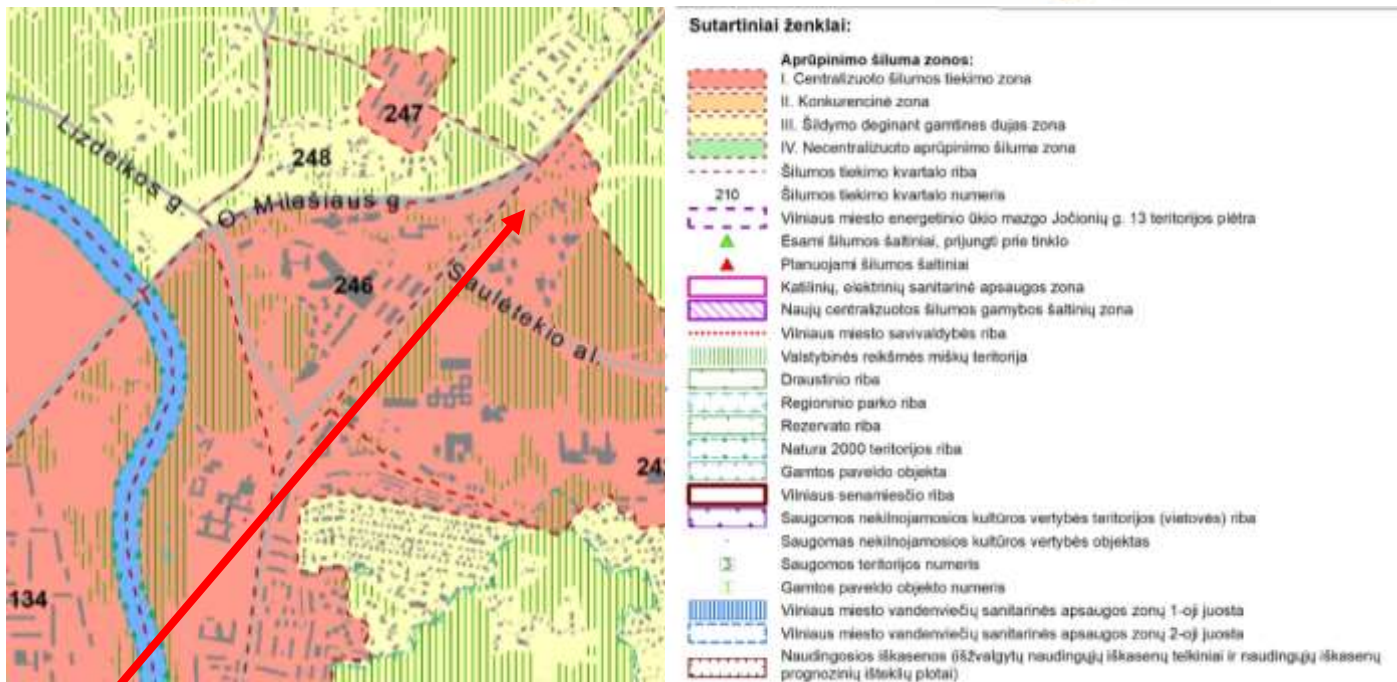 247
248
Lizdeikos g.
O. Milašiaus g.
246
Saulėtekio al.
134
Sutartiniai ženklai:
Aprūpinimo šiluma zonos:
I. Centralizuoto šilumos tiekimo zona
II. Konkurencinė zona
III. Šildymo deginant gamtines dujas zona
IV. Necentralizuoto aprūpinimo šiluma zona
Šilumos tiekimo kvartalo riba
210 Šilumos tiekimo kvartalo numeris
Vilniaus miesto energetinio ūkio mazgo Jočionių g. 13 teritorijos plėtra
Esami šilumos šaltiniai, prijungti prie tinklo
Planuojami šilumos šaltiniai
Katilinių, elektrinių sanitarinė apsaugos zona
Naujų centralizuotos šilumos gamybos šaltinių zona
Vilniaus miesto savivaldybės riba
Valstybinės reikšmės miškų teritorija
Draustinio riba
Regioninio parko riba
Rezervato riba
Natura 2000 teritorijos riba
Gamtos paveldo objekta
Vilniaus senamiesčio riba
Saugomos nekilnojamosios kultūros vertybės teritorijos (vietovės) riba
Saugomas nekilnojamosios kultūros vertybės objektas
3 Saugomos teritorijos numeris
Gamtos paveldo objekto numeris
Vilniaus miesto vandenviečių sanitarinės apsaugos zonų 1-oji juosta
Vilniaus miesto vandenviečių sanitarinės apsaugos zonų 2-oji juosta
Naudingosios iškasenos (išžvalgytų naudingųjų iškasenų telkiniai ir naudingųjų iškasenų
prognozinių išteklių plotai)